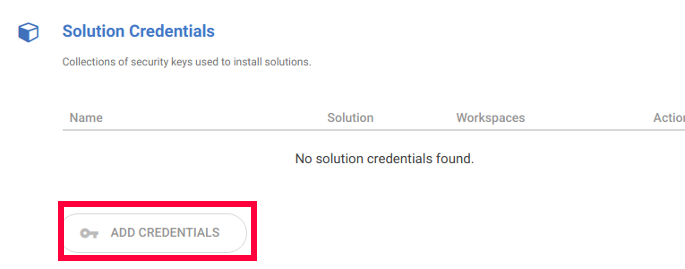 Solution Credentials
Collections of security keys used to install solutions.
Name Solution Workspaces Action
No solution credentials found.
ADD CREDENTIALS